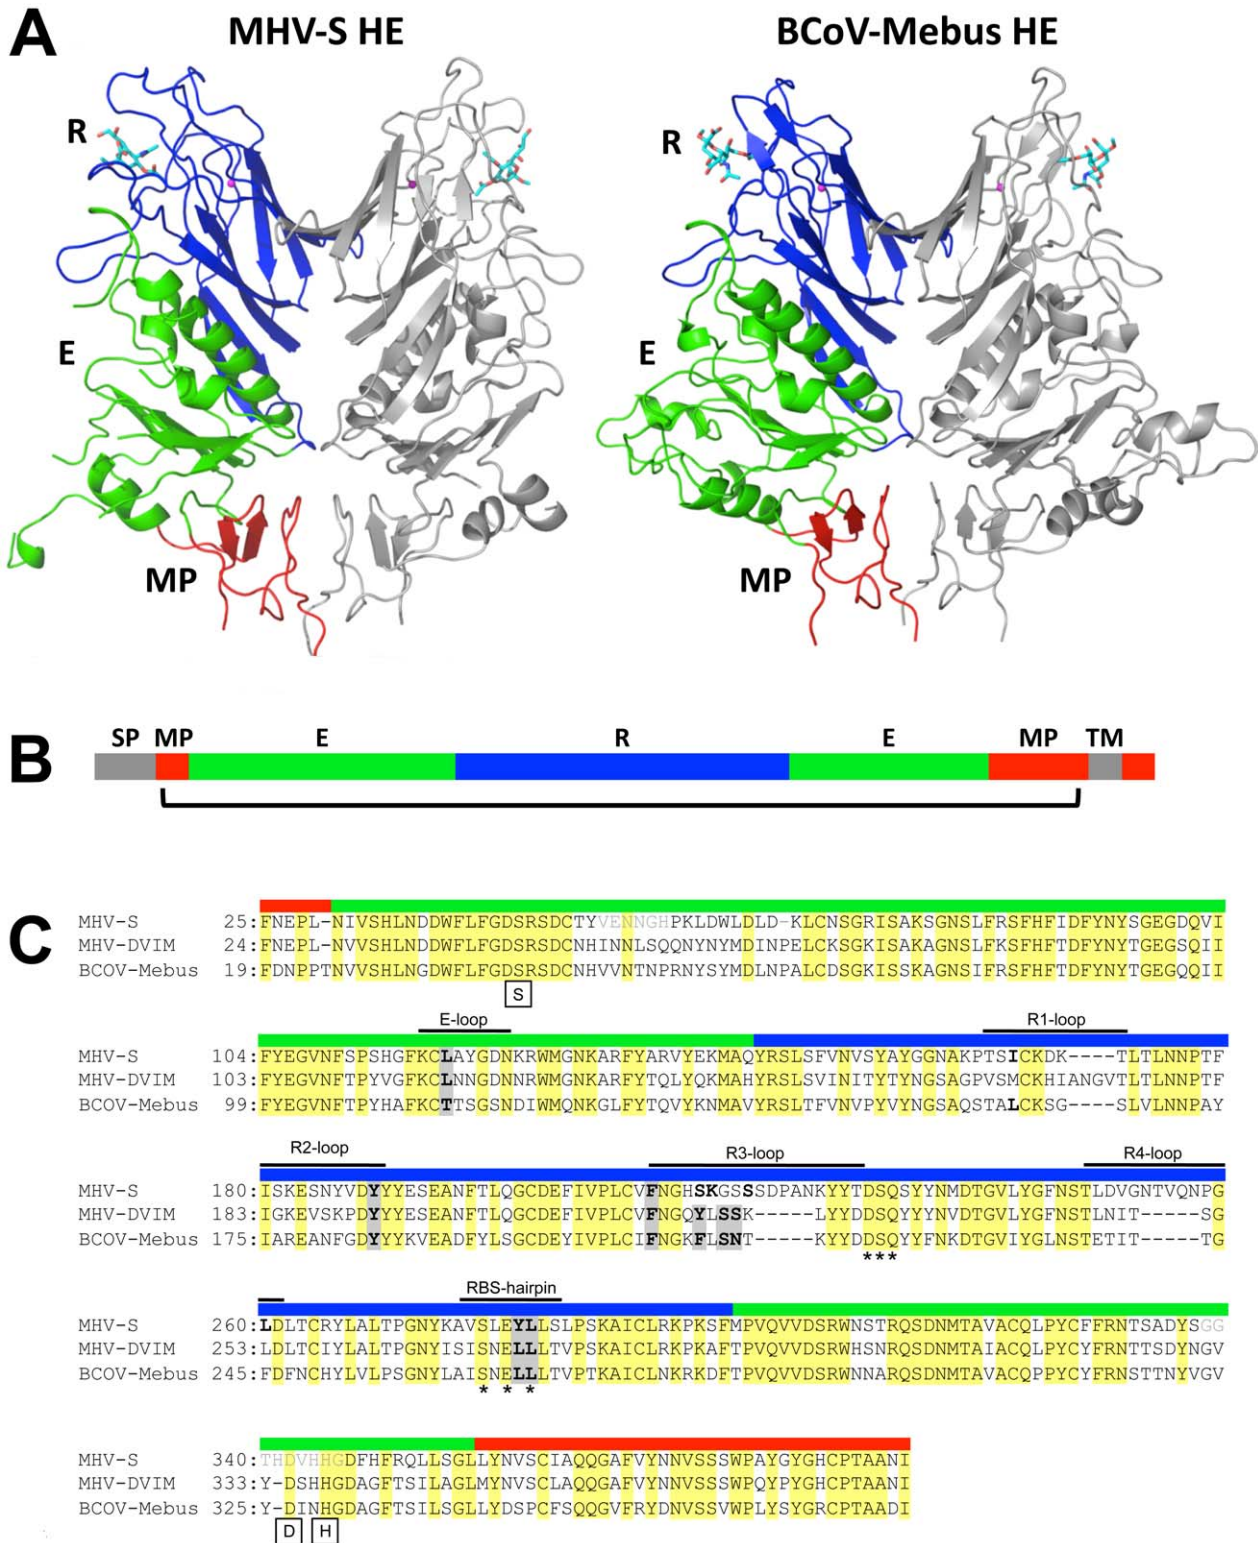 A
MHV-S HE
BCoV-Mebus HE
R
R
E
E
MP
MP
B
SP MP E R E MP TM
C
MHV-S 25:FNEPL-NIVSHLNDDWFLFGDSRSDCTYVENNGHPKLDWLDLD-KLCNSGRISAKSGNSLFRSFHFIDFYNYSGEGDQVI
MHV-DVIM 24:FNEPL-NVVSHLNDDWFLFGDSRSDCNHINNLSQQNYNYMDINPELCKSGKISAKAGNSLFKSFHFTDFYNYTGEGSQII
BCOV-Mebus 19:FDNPPTNVVSHLNGDWFLFGDSRSDCNHVVNTNPRNYSYMDLNPALCDSGKISSKAGNSIFRSFHFTDFYNYTGEGQQII
S
E-loop R1-loop
MHV-S 104:FYEGVNFSPSHGFKCLAYGDNKRWMGNKARFYARVYEKMAQYRSLSFVNVSYAYGGNAKPTSICKDK----TLTLNNPTF
MHV-DVIM 103:FYEGVNFTPYVGFKCLNNGDNNRWMGNKARFYTQLYQKMAHYRSLSVINITYTYNGSAGPVSMCKHIANGVTLTLNNPTF
BCOV-Mebus 99:FYEGVNFTPYHAFKCTTSGSNDIWMQNKGLFYTQVYKNMAVYRSLTFVNVPYVYNGSAQSTALCKSG----SLVLNNPAY
R2-loop R3-loop R4-loop
MHV-S 180:ISKESNYVDYYYESEANFTLQGCDEFIVPLCVFNGHSKGSSSDPANKYYTDSQSYYNMDTGVLYGFNSTLDVGNTVQNPG
MHV-DVIM 183:IGKEVSKPDYYYESEANFTLQGCDEFIVPLCVFNGQYLSSK-----LYYDDSQYYYNVDTGVLYGFNSTLNIT-----SG
BCOV-Mebus 175:IAREANFGDYYYKVEADFYLSGCDEYIVPLCIFNGKFLSNT-----KYYDDSQYYFNKDTGVIYGLNSTETIT-----TG
***
RBS-hairpin
MHV-S 260:LDLTCRYLALTPGNYKAVSLEYLLSLPSKAICLRKPKSFMPVQVVDSRWNSTRQSDNMTAVACQLPYCFFRNTSADYSGG
MHV-DVIM 253:LDLTCIYLALTPGNYISISNELLLTVPSKAICLRKPKAFTPVQVVDSRWHSNRQSDNMTAIACQLPYCYFRNTSTDYNGV
BCOV-Mebus 245:FDFNCHYLVLPSGNYLAISNELLLTVPTKAICLNKRKDFTPVQVVDSRWNNARQSDNMTAVACQPPYCYFRNSTTNYVGV
* * *
MHV-S 340:THDVHHGDFHFRQLLSGLLYNVSCIAQQGAFVYNNVSSSWPAYGYGHCPTAANI
MHV-DVIM 333:Y-DSHHGDAGFTSILAGLMYNVSCLAQQGAFVYNNVSSSWPQYPYGHCPTAANI
BCOV-Mebus 325:Y-DINHGDAGFTSILSGLLYDSPCFSQQGVFRYDNVSSVWPLYSYGRCPTAADI
D H